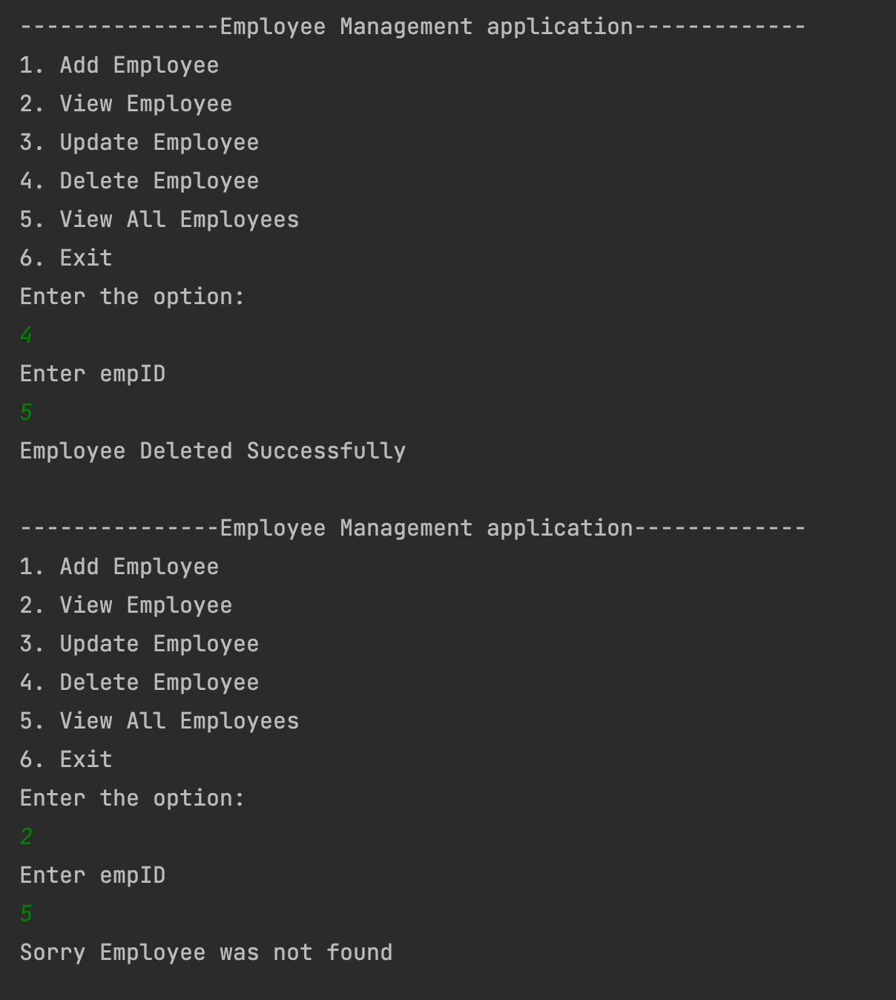 ---------------Employee Management application-------------
1. Add Employee
2. View Employee
3. Update Employee
4. Delete Employee
5. View All Employees
6. Exit
Enter the option:
4
Enter empID
5
Employee Deleted Successfully
---------------Employee Management application-------------
1. Add Employee
2. View Employee
3. Update Employee
4. Delete Employee
5. View All Employees
6. Exit
Enter the option:
2
Enter empID
5
Sorry Employee was not found